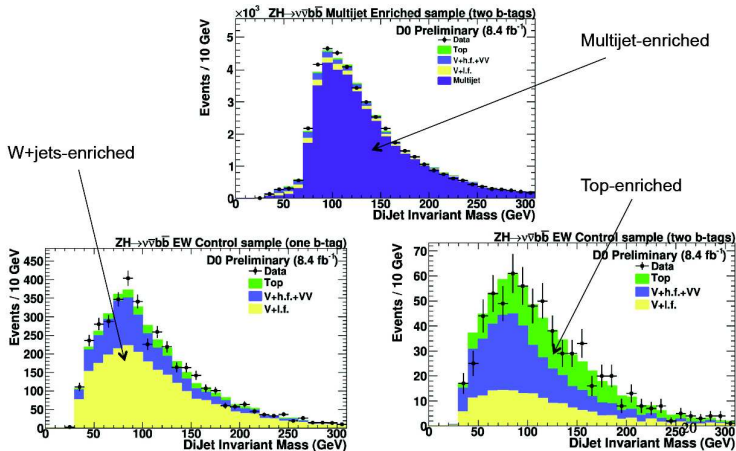 ZH→νν̄bb̄ Multijet Enriched sample (two b-tags)
×10³
D0 Preliminary (8.4 fb⁻¹)
Data
Top
V+h.f.+VV
V+l.f.
Multijet
Events / 10 GeV
5
4
3
2
1
0
0 50 100 150 200 250 300
DiJet Invariant Mass (GeV)
Multijet-enriched
W+jets-enriched
Top-enriched
ZH→νν̄bb̄ EW Control sample (one b-tag)
D0 Preliminary (8.4 fb⁻¹)
Data
Top
V+h.f.+VV
V+l.f.
Events / 10 GeV
450
400
350
300
250
200
150
100
50
0
0 50 100 150 200 250 300
DiJet Invariant Mass (GeV)
ZH→νν̄bb̄ EW Control sample (two b-tags)
D0 Preliminary (8.4 fb⁻¹)
Data
Top
V+h.f.+VV
V+l.f.
Events / 10 GeV
70
60
50
40
30
20
10
0
20
0 50 100 150 200 250 300
DiJet Invariant Mass (GeV)